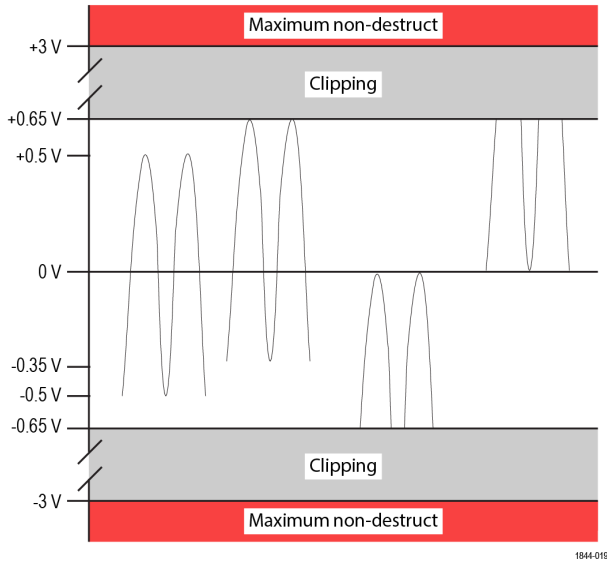 Maximum non-destruct
+3 V
Clipping
+0.65 V
+0.5 V
0 V
-0.35 V
-0.5 V
-0.65 V
Clipping
-3 V
Maximum non-destruct
1844-019